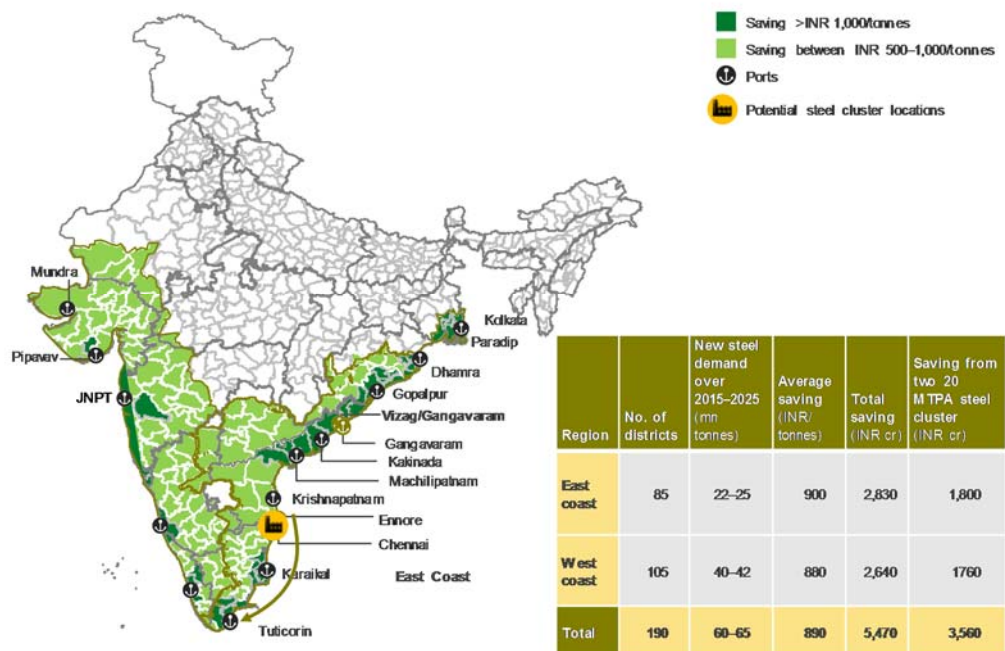 Saving >INR 1,000/tonnes
Saving between INR 500–1,000/tonnes
Ports
Potential steel cluster locations
Mundra
Pipavav
JNPT
Kolkata
Paradip
Dhamra
Gopalpur
Vizag/Gangavaram
Gangavaram
Kakinada
Machilipatnam
Krishnapatnam
Ennore
Chennai
Karaikal
East Coast
Tuticorin
Region
No. of
districts
New steel
demand
over
2015–2025
(mn
tonnes)
Average
saving
(INR/
tonnes)
Total
saving
(INR cr)
Saving from
two 20
MTPA steel
cluster
(INR cr)
East
coast
85
22–25
900
2,830
1,800
West
coast
105
40–42
880
2,640
1760
Total
190
60–65
890
5,470
3,560